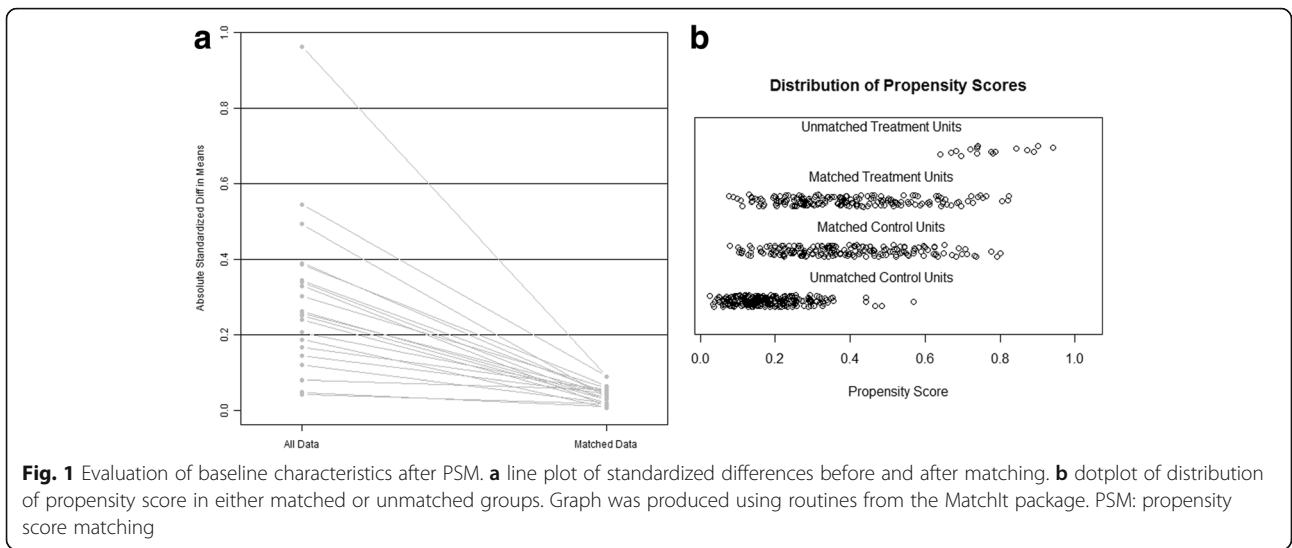 a
1.0
0.8
0.6
0.4
0.2
0.0
Absolute Standardized Diff in Means
All Data
Matched Data
b
Distribution of Propensity Scores
Unmatched Treatment Units
Matched Treatment Units
Matched Control Units
Unmatched Control Units
0.0 0.2 0.4 0.6 0.8 1.0
Propensity Score
Fig. 1 Evaluation of baseline characteristics after PSM. a line plot of standardized differences before and after matching. b dotplot of distribution
of propensity score in either matched or unmatched groups. Graph was produced using routines from the MatchIt package. PSM: propensity
score matching